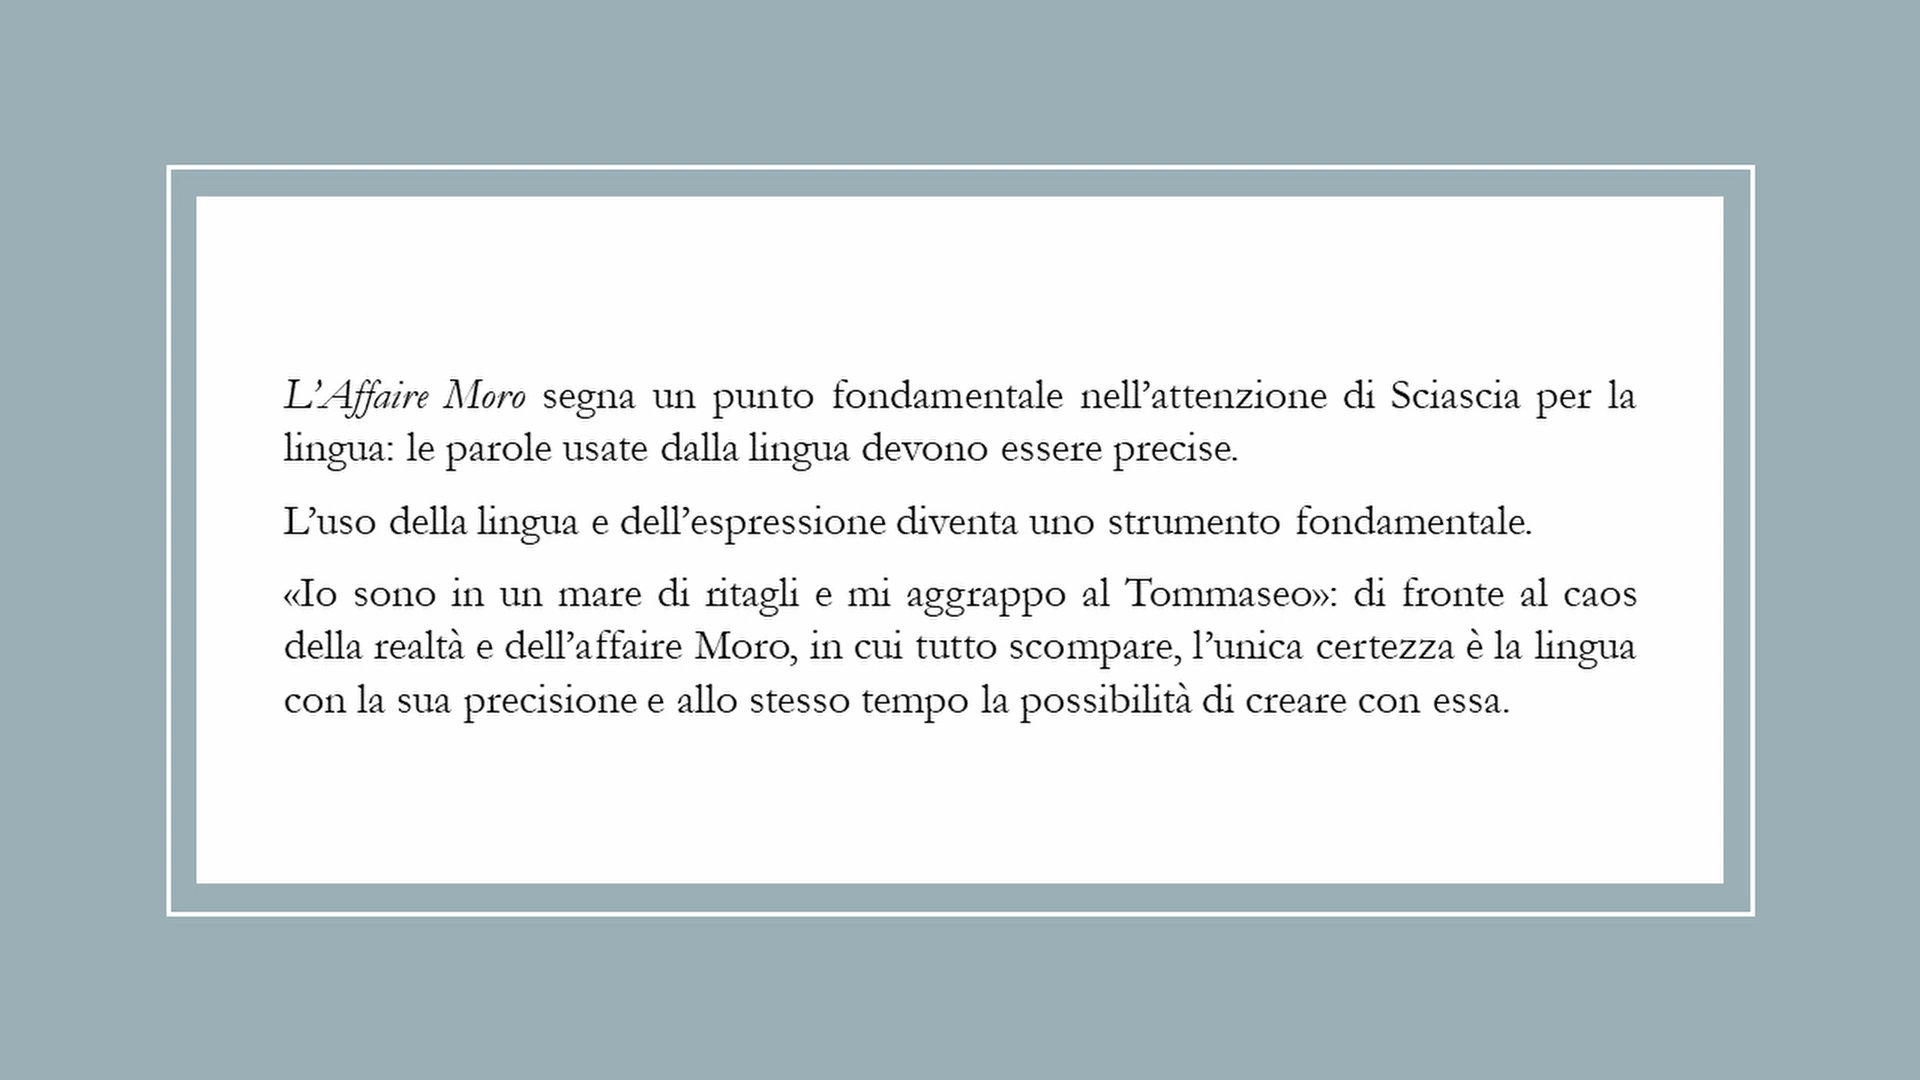 L’Affaire Moro segna un punto fondamentale nell’attenzione di Sciascia per la
lingua: le parole usate dalla lingua devono essere precise.
L’uso della lingua e dell’espressione diventa uno strumento fondamentale.
«Io sono in un mare di ritagli e mi aggrappo al Tommaseo»: di fronte al caos
della realtà e dell’affaire Moro, in cui tutto scompare, l’unica certezza è la lingua
con la sua precisione e allo stesso tempo la possibilità di creare con essa.